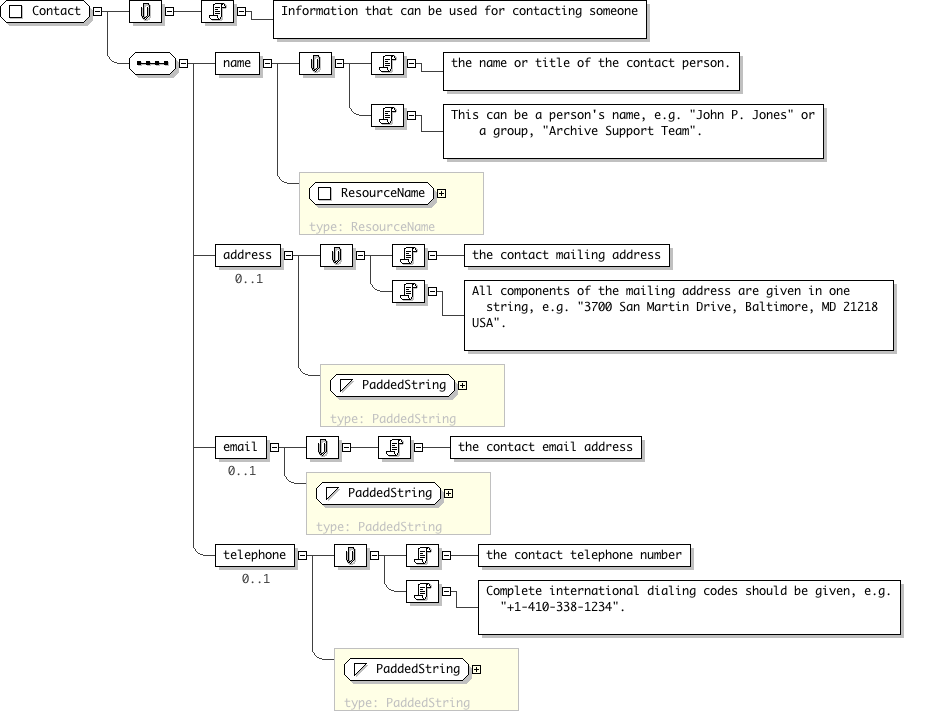 Contact
Information that can be used for contacting someone
name
the name or title of the contact person.
This can be a person's name, e.g. "John P. Jones" or
a group, "Archive Support Team".
ResourceName
type: ResourceName
address
0..1
the contact mailing address
All components of the mailing address are given in one
string, e.g. "3700 San Martin Drive, Baltimore, MD 21218
USA".
PaddedString
type: PaddedString
email
0..1
the contact email address
PaddedString
type: PaddedString
telephone
0..1
the contact telephone number
Complete international dialing codes should be given, e.g.
"+1-410-338-1234".
PaddedString
type: PaddedString